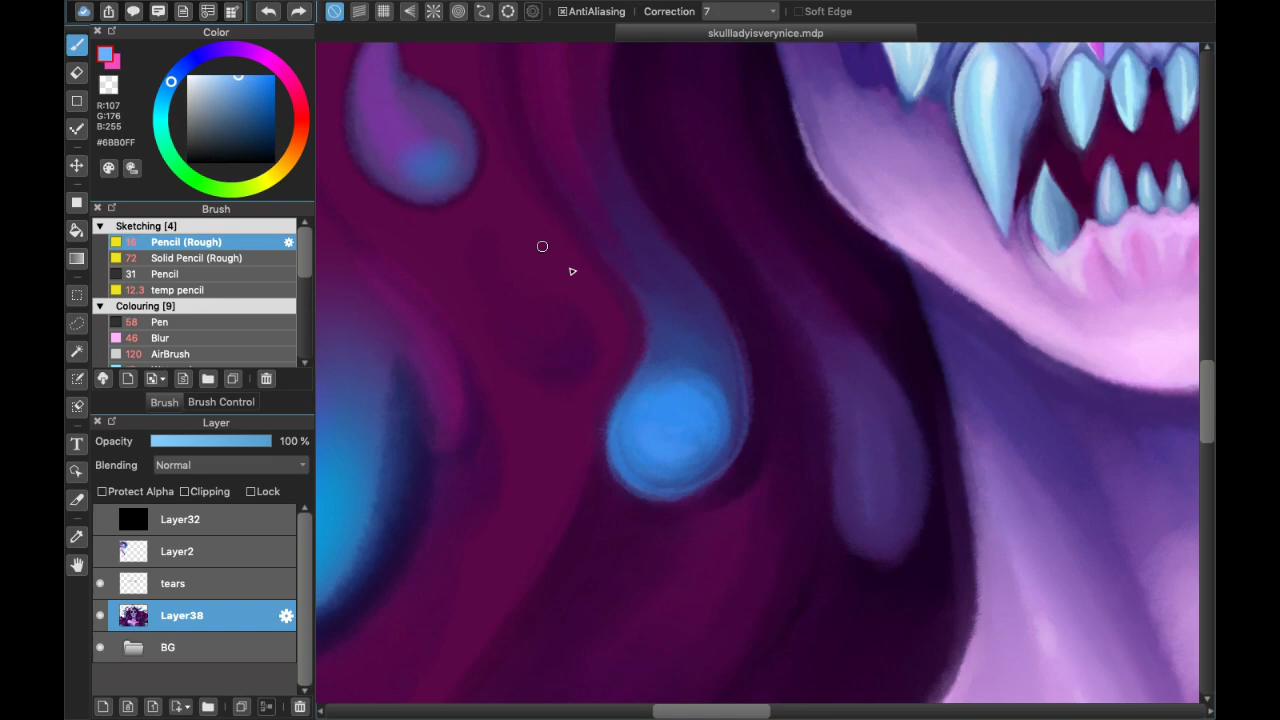 AntiAliasing Correction 7 Soft Edge
skullladyisverynice.mdp
Color
R:107
G:176
B:255
#6BB0FF
Brush
Sketching [4]
16 Pencil (Rough)
72 Solid Pencil (Rough)
31 Pencil
12.3 temp pencil
Colouring [9]
58 Pen
46 Blur
120 AirBrush
Brush Brush Control
Layer
Opacity 100 %
Blending Normal
Protect Alpha Clipping Lock
Layer32
Layer2
tears
Layer38
BG